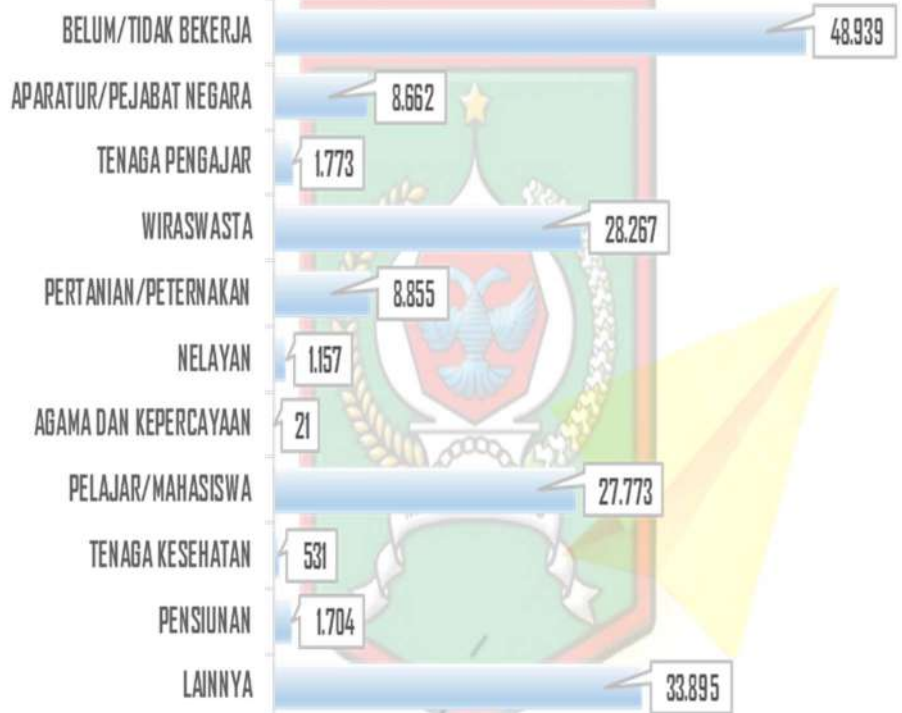 BELUM/TIDAK BEKERJA 48.939
APARATUR/PEJABAT NEGARA 8.662
TENAGA PENGAJAR 1.773
WIRASWASTA 28.267
PERTANIAN/PETERNAKAN 8.855
NELAYAN 1.157
AGAMA DAN KEPERCAYAAN 21
PELAJAR/MAHASISWA 27.773
TENAGA KESEHATAN 531
PENSIUNAN 1.704
LAINNYA 33.895